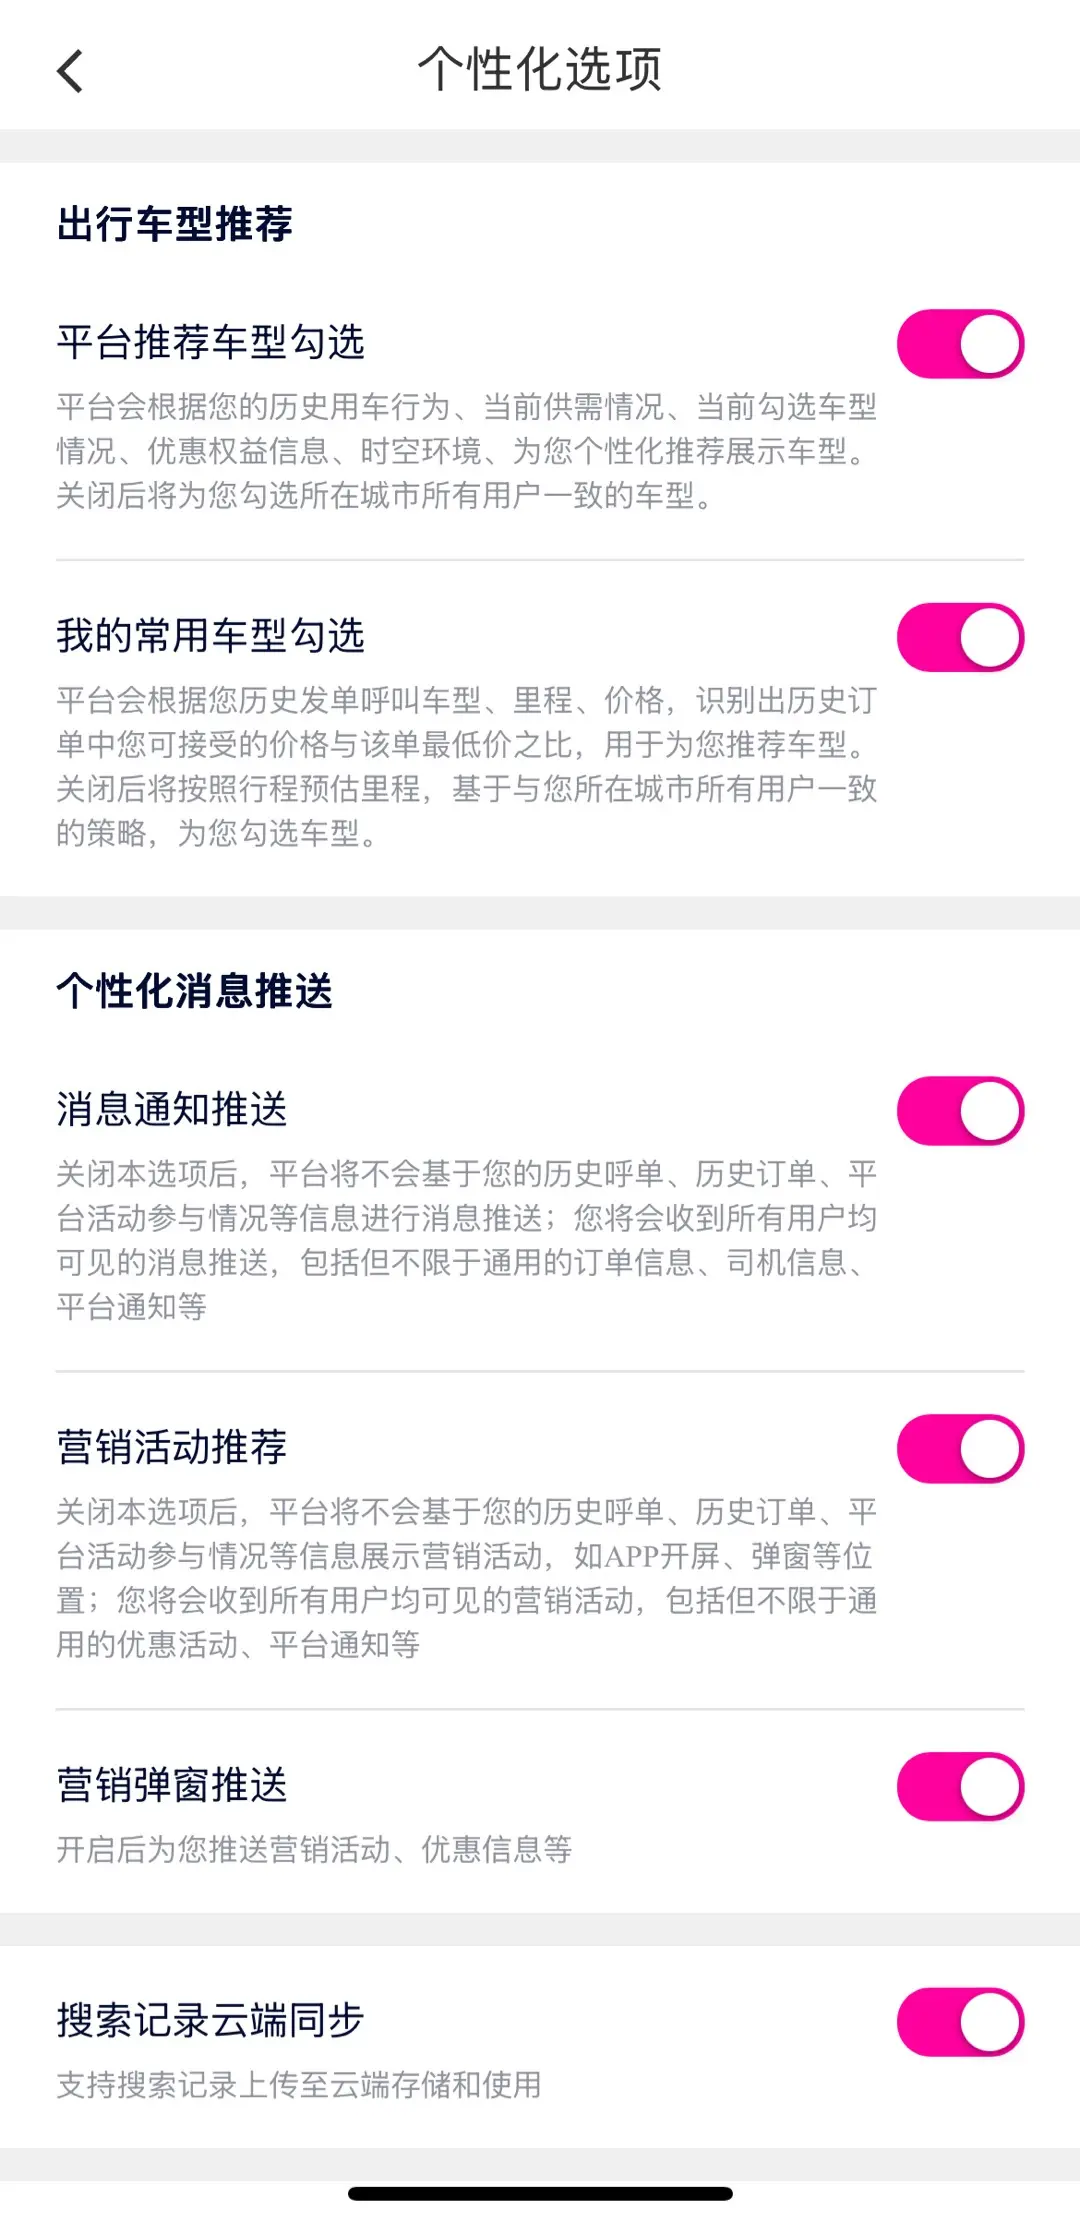 个性化选项
出行车型推荐
平台推荐车型勾选
平台会根据您的历史用车行为、当前供需情况、当前勾选车型
情况、优惠权益信息、时空环境、为您个性化推荐展示车型。
关闭后将为您勾选所在城市所有用户一致的车型。
我的常用车型勾选
平台会根据您历史发单呼叫车型、里程、价格，识别出历史订
单中您可接受的价格与该单最低价之比，用于为您推荐车型。
关闭后将按照行程预估里程，基于与您所在城市所有用户一致
的策略，为您勾选车型。
个性化消息推送
消息通知推送
关闭本选项后，平台将不会基于您的历史呼单、历史订单、平
台活动参与情况等信息进行消息推送；您将会收到所有用户均
可见的消息推送，包括但不限于通用的订单信息、司机信息、
平台通知等
营销活动推荐
关闭本选项后，平台将不会基于您的历史呼单、历史订单、平
台活动参与情况等信息展示营销活动，如APP开屏、弹窗等位
置；您将会收到所有用户均可见的营销活动，包括但不限于通
用的优惠活动、平台通知等
营销弹窗推送
开启后为您推送营销活动、优惠信息等
搜索记录云端同步
支持搜索记录上传至云端存储和使用